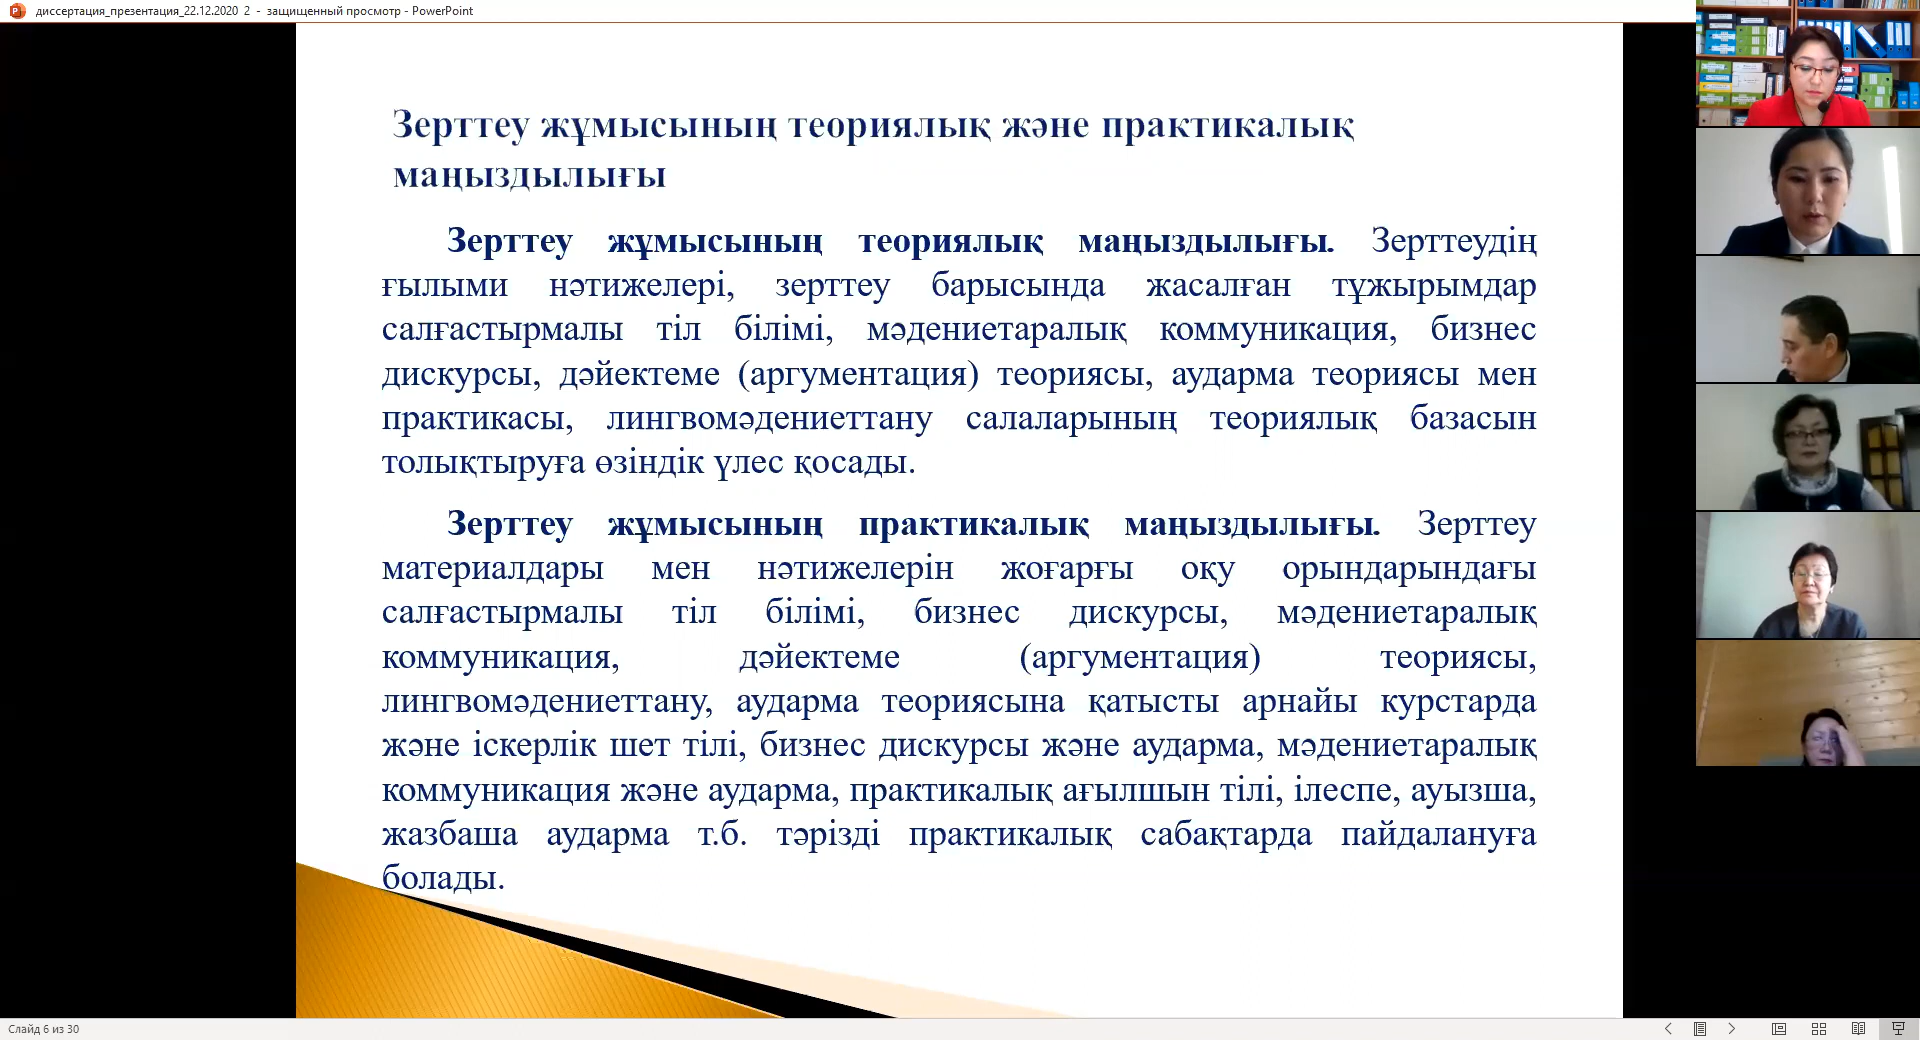 диссертация_презентация_22.12.2020 2 - защищенный просмотр - PowerPoint
Зерттеу жұмысының теориялық және практикалық
маңыздылығы
Зерттеу жұмысының теориялық маңыздылығы. Зерттеудің
ғылыми нәтижелері, зерттеу барысында жасалған тұжырымдар
салғастырмалы тіл білімі, мәдениетаралық коммуникация, бизнес
дискурсы, дәйектеме (аргументация) теориясы, аударма теориясы мен
практикасы, лингвомәдениеттану салаларының теориялық базасын
толықтыруға өзіндік үлес қосады.
Зерттеу жұмысының практикалық маңыздылығы. Зерттеу
материалдары мен нәтижелерін жоғарғы оқу орындарындағы
салғастырмалы тіл білімі, бизнес дискурсы, мәдениетаралық
коммуникация, дәйектеме (аргументация) теориясы,
лингвомәдениеттану, аударма теориясына қатысты арнайы курстарда
және іскерлік шет тілі, бизнес дискурсы және аударма, мәдениетаралық
коммуникация және аударма, практикалық ағылшын тілі, ілеспе, ауызша,
жазбаша аударма т.б. тәрізді практикалық сабақтарда пайдалануға
болады.
Слайд 6 из 30